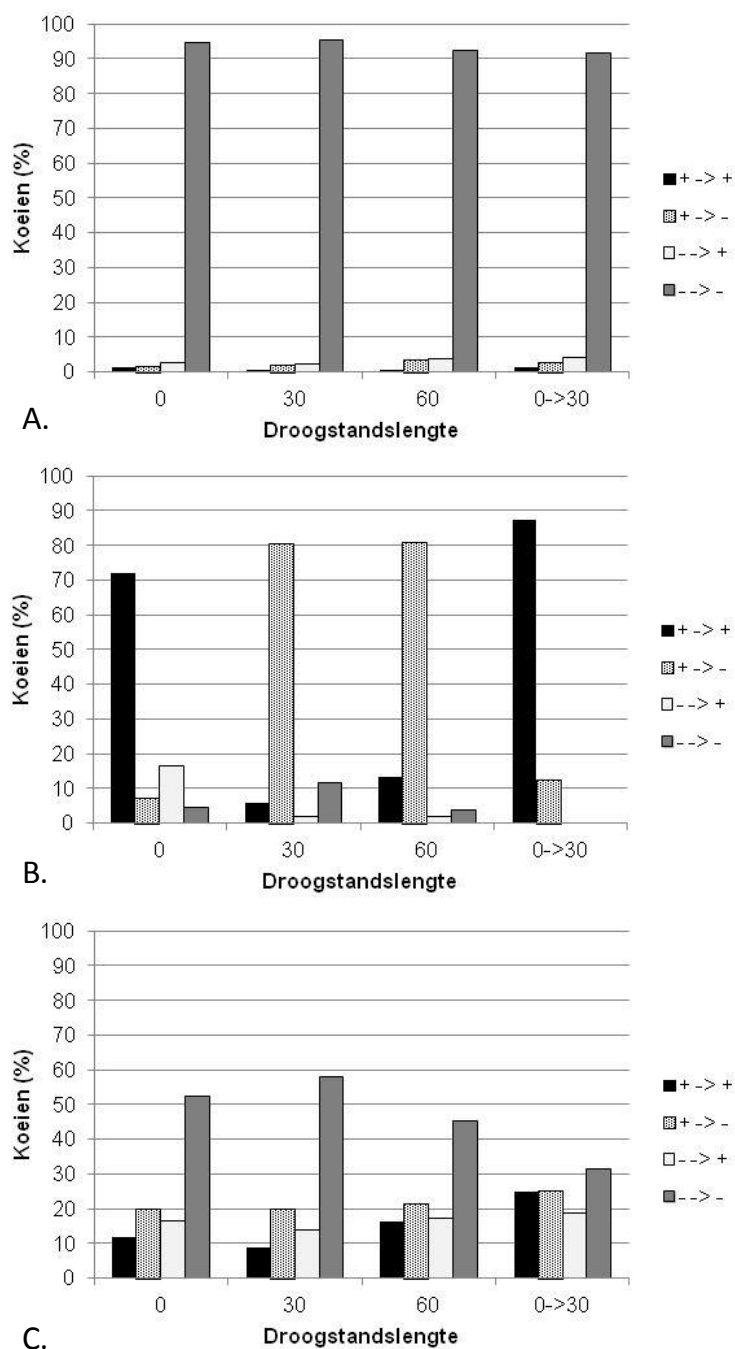 100
90
80
70
60
50
40
30
20
10
0
Koeien (%)
0 30 60 0->30
Droogstandslengte
+ -> +
+ -> -
- -> +
- -> -
A.
100
90
80
70
60
50
40
30
20
10
0
Koeien (%)
0 30 60 0->30
Droogstandslengte
+ -> +
+ -> -
- -> +
- -> -
B.
100
90
80
70
60
50
40
30
20
10
0
Koeien (%)
0 30 60 0->30
Droogstandslengte
+ -> +
+ -> -
- -> +
- -> -
C.